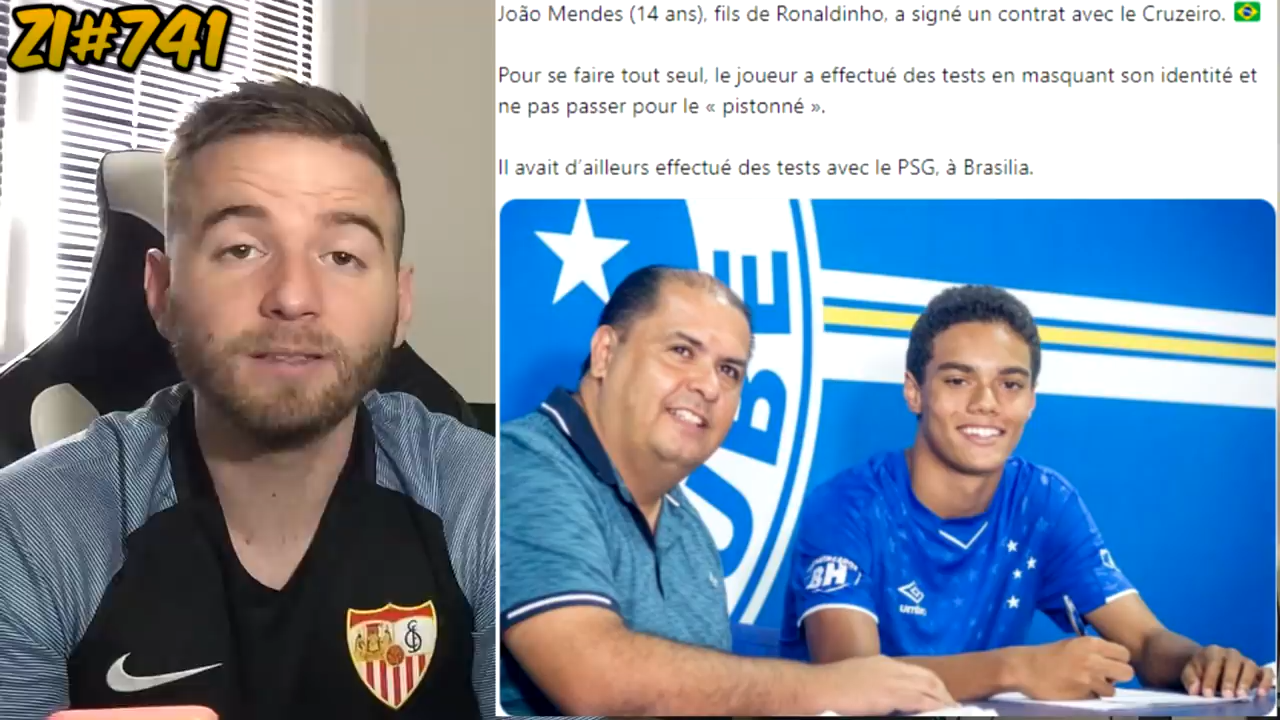 ZI#741
João Mendes (14 ans), fils de Ronaldinho, a signé un contrat avec le Cruzeiro.
Pour se faire tout seul, le joueur a effectué des tests en masquant son identité et
ne pas passer pour le « pistonné ».
Il avait d'ailleurs effectué des tests avec le PSG, à Brasilia.
UBE
BH
umbro